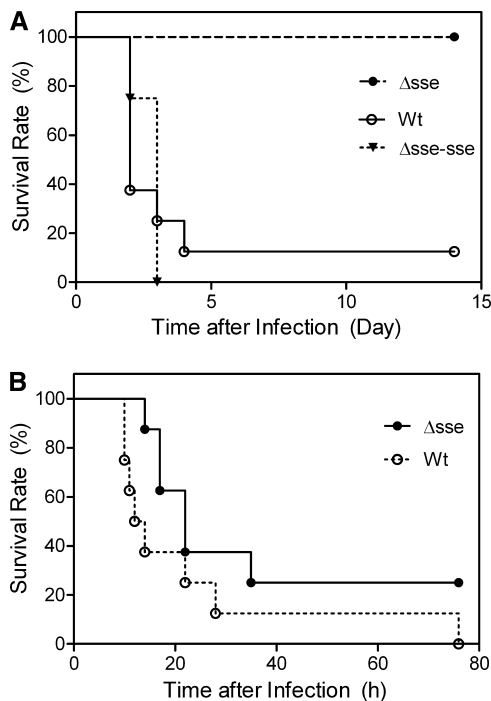 A
Survival Rate (%)
100
80
60
40
20
0
Δsse
Wt
Δsse-sse
0 5 10 15
Time after Infection (Day)
B
Survival Rate (%)
100
80
60
40
20
0
Δsse
Wt
0 20 40 60 80
Time after Infection (h)